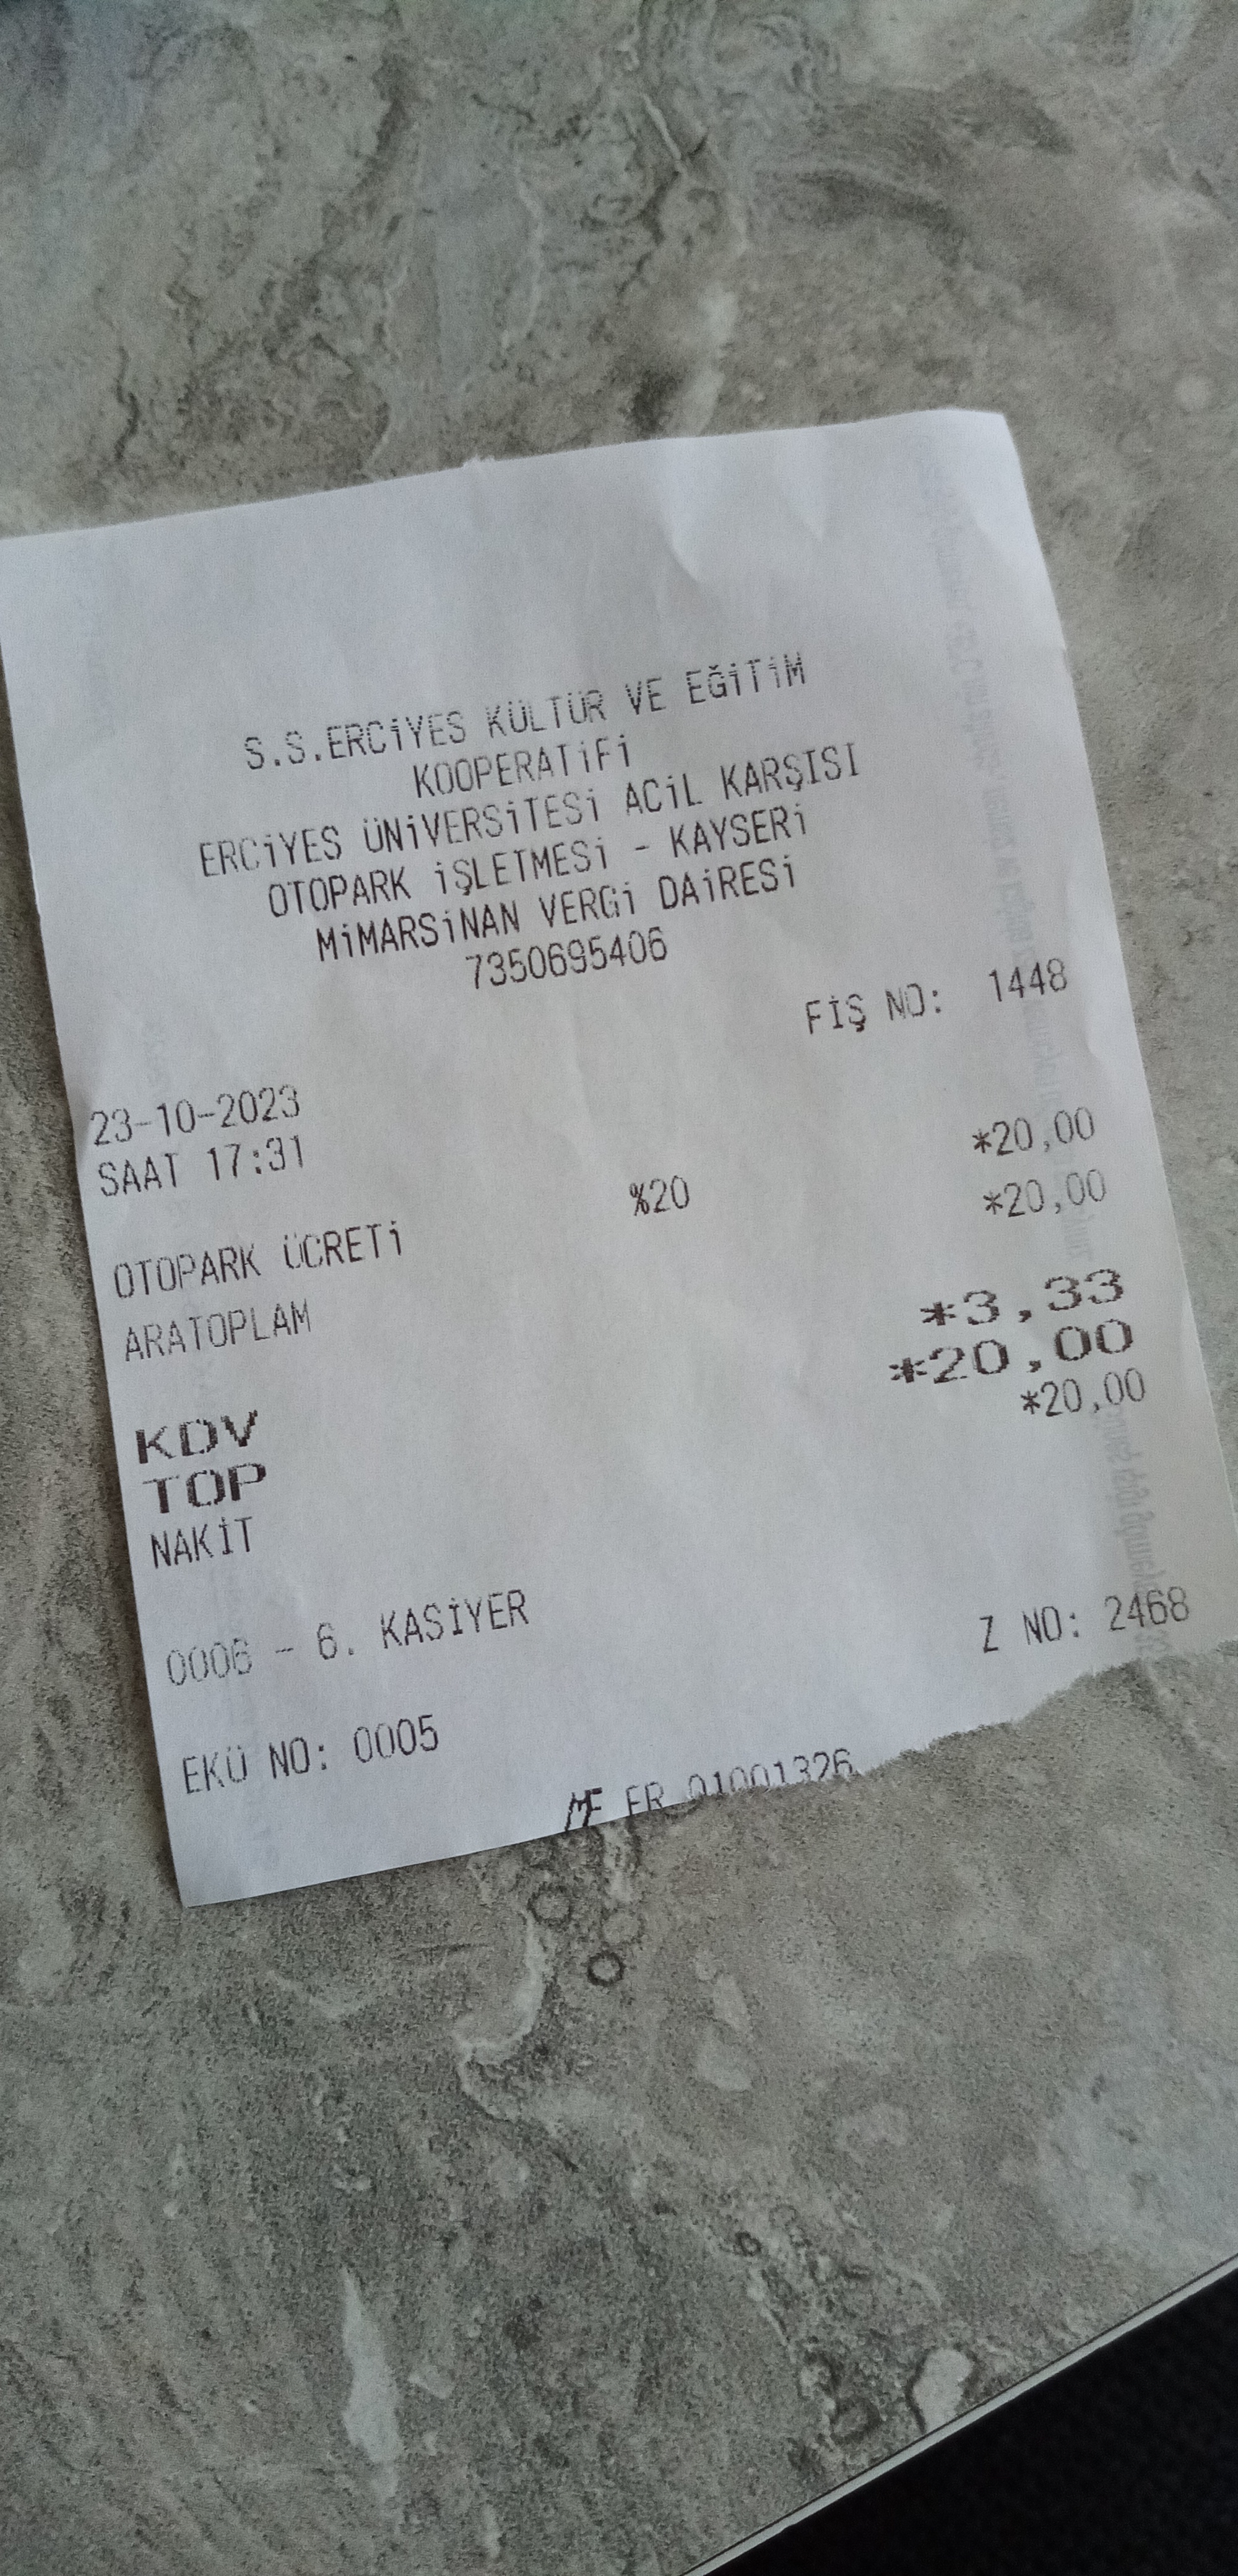 S.S.ERCİYES KÜLTÜR VE EĞİTİM
KOOPERATİFİ
ERCİYES ÜNİVERSİTESİ ACİL KARŞISI
OTOPARK İŞLETMESİ - KAYSERİ
MİMARSİNAN VERGİ DAİRESİ
7350695406
FİŞ NO: 1448
23-10-2023
SAAT 17:31
OTOPARK ÜCRETİ %20 *20,00
ARATOPLAM *20,00
KDV *3,33
TOP *20,00
NAKİT *20,00
0006 - 6. KASİYER
EKÜ NO: 0005 Z NO: 2468
MF FR 01001326